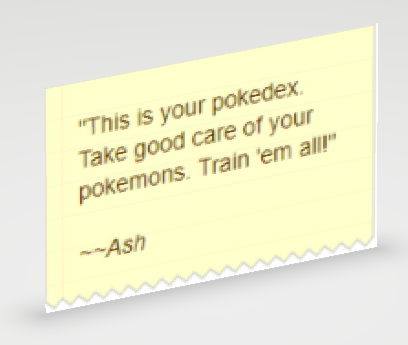 "This is your pokedex.
Take good care of your
pokemons. Train 'em all!"
~~Ash